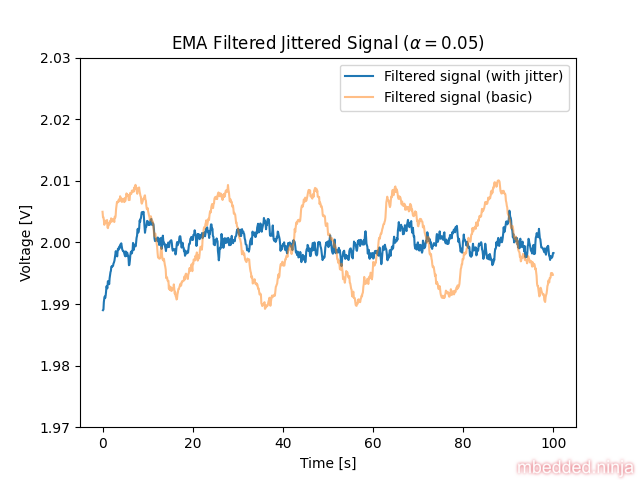 EMA Filtered Jittered Signal (α = 0.05)
Filtered signal (with jitter)
Filtered signal (basic)
2.03
2.02
2.01
2.00
1.99
1.98
1.97
Voltage [V]
0 20 40 60 80 100
Time [s]
mbedded.ninja